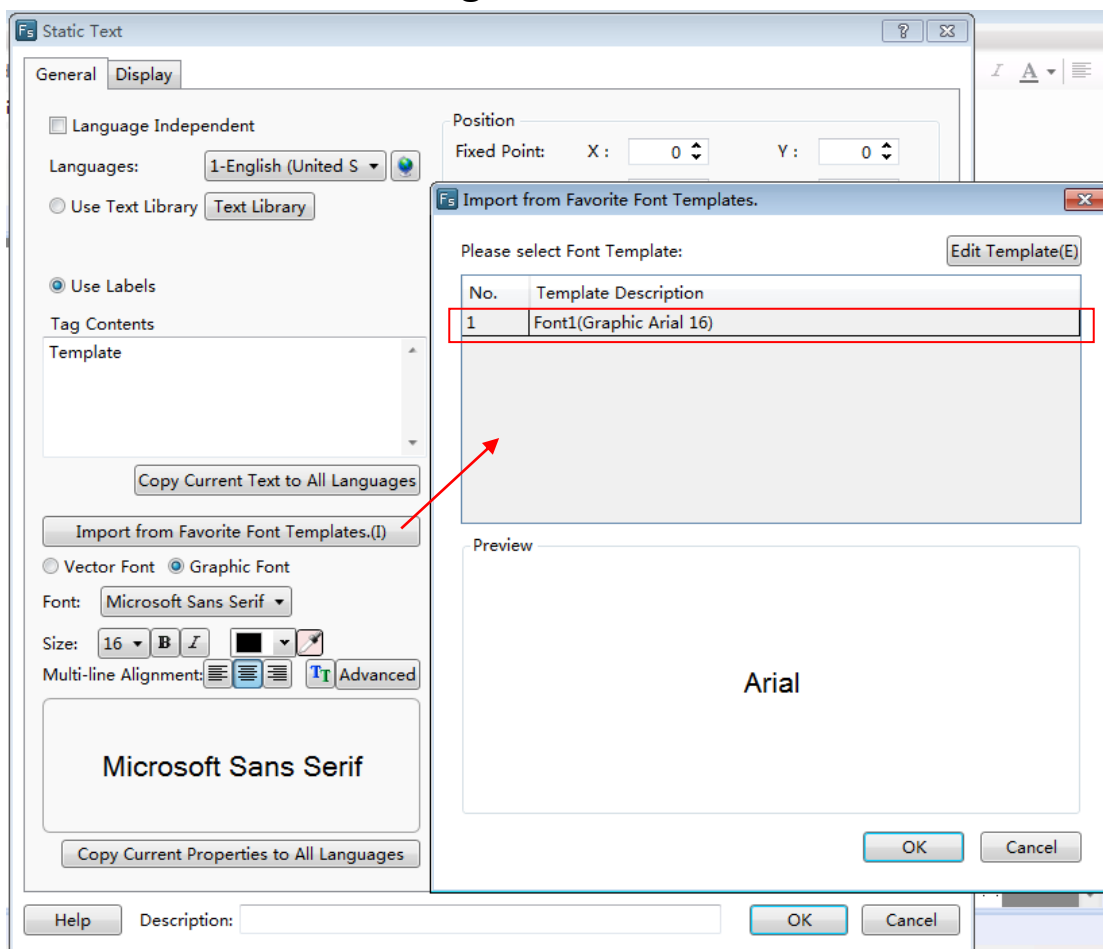 Fs Static Text
General Display
Language Independent
Languages: 1-English (United S
Use Text Library Text Library
Use Labels
Tag Contents
Template
Copy Current Text to All Languages
Import from Favorite Font Templates.(I)
Vector Font Graphic Font
Font: Microsoft Sans Serif
Size: 16 B I
Multi-line Alignment: TT Advanced
Microsoft Sans Serif
Copy Current Properties to All Languages
Position
Fixed Point: X : 0 Y : 0
I A
Fs Import from Favorite Font Templates.
Please select Font Template: Edit Template(E)
No. Template Description
1 Font1(Graphic Arial 16)
Preview
Arial
OK Cancel
Help Description: OK Cancel